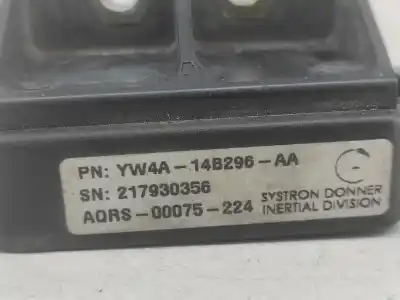 PN: YW4A-14B296-AA
SN: 217930356
AQRS-00075-224
SYSTRON DONNER
INERTIAL DIVISION